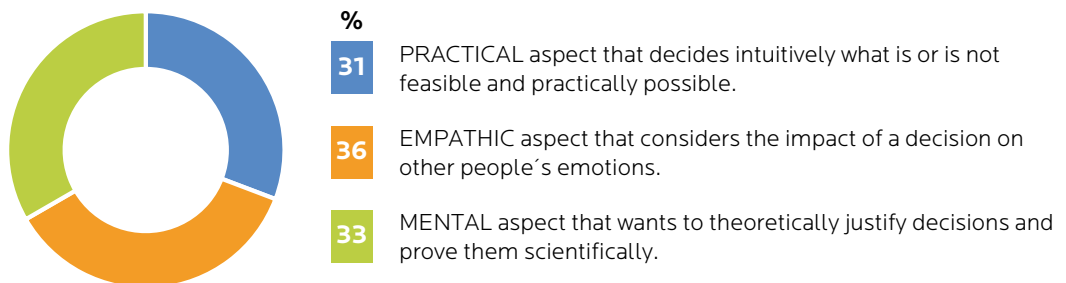 %
31
PRACTICAL aspect that decides intuitively what is or is not
feasible and practically possible.
36
EMPATHIC aspect that considers the impact of a decision on
other people´s emotions.
33
MENTAL aspect that wants to theoretically justify decisions and
prove them scientifically.